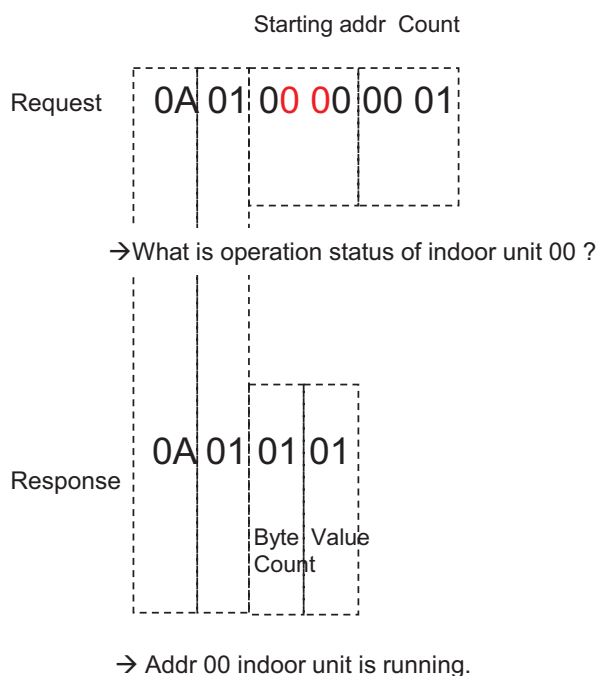 Starting addr Count
Request 0A 01 00 00 00 01
→What is operation status of indoor unit 00 ?
0A 01 01 01
Response
Byte Value
Count
→ Addr 00 indoor unit is running.